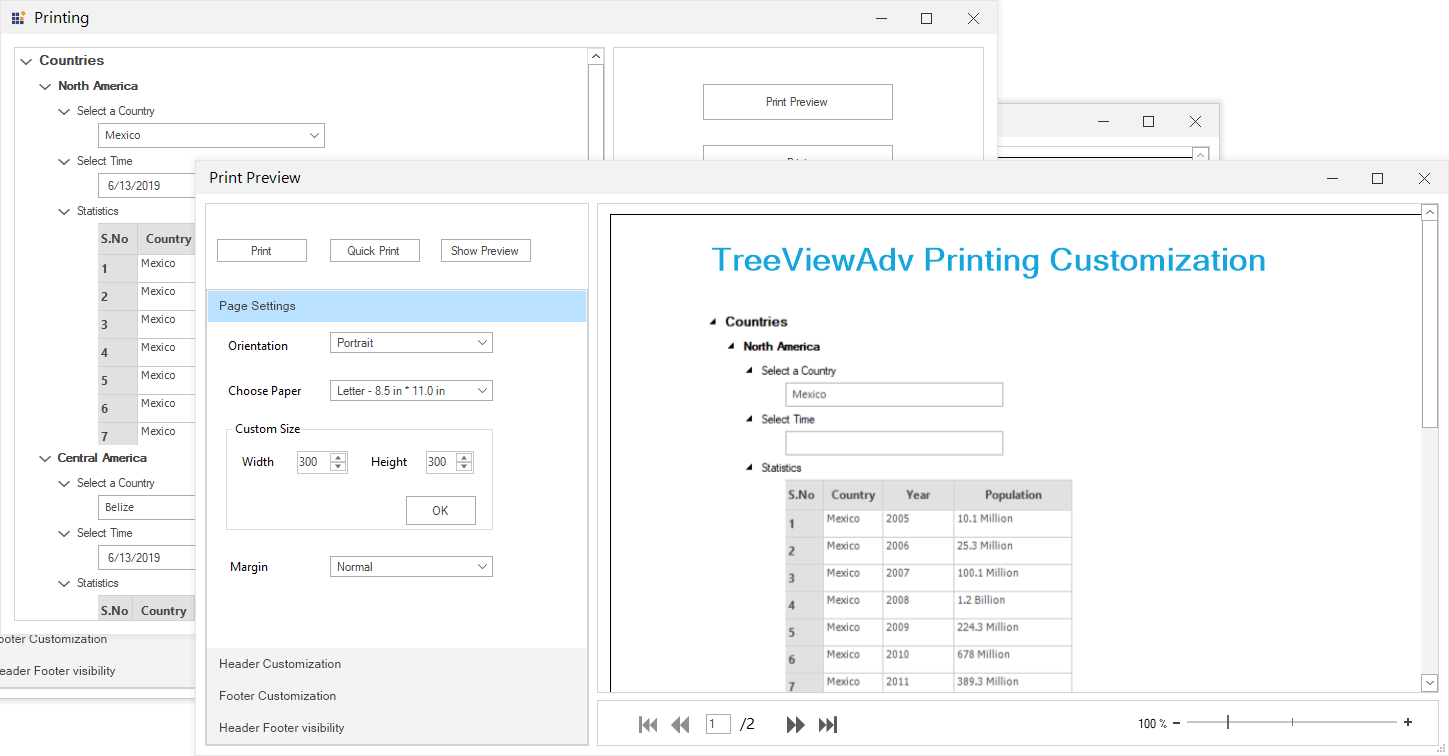 Printing
Countries
North America
Select a Country
Mexico
Select Time
6/13/2019
Statistics
S.No Country
1 Mexico
2 Mexico
3 Mexico
4 Mexico
5 Mexico
6 Mexico
7 Mexico
Central America
Select a Country
Belize
Select Time
6/13/2019
Statistics
S.No Country
Print Preview
ooter Customization
eader Footer visibility
Print Preview
Print Quick Print Show Preview
Page Settings
Orientation Portrait
Choose Paper Letter - 8.5 in * 11.0 in
Custom Size
Width 300 Height 300
OK
Margin Normal
Header Customization
Footer Customization
Header Footer visibility
TreeViewAdv Printing Customization
Countries
North America
Select a Country
Mexico
Select Time
Statistics
S.No Country Year Population
1 Mexico 2005 10.1 Million
2 Mexico 2006 25.3 Million
3 Mexico 2007 100.1 Million
4 Mexico 2008 1.2 Billion
5 Mexico 2009 224.3 Million
6 Mexico 2010 678 Million
7 Mexico 2011 389.3 Million
1 /2
100 %